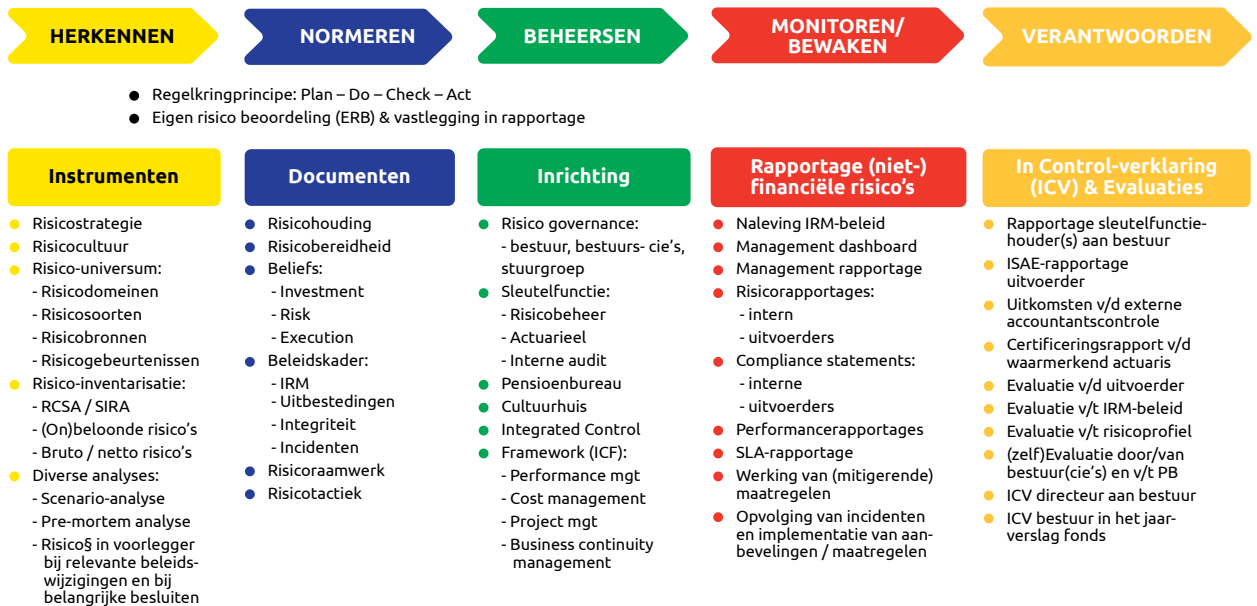 HERKENNEN
NORMEREN
BEHEERSEN
MONITOREN/
BEWAKEN
VERANTWOORDEN
● Regelkringprincipe: Plan – Do – Check – Act
● Eigen risico beoordeling (ERB) & vastlegging in rapportage
Instrumenten
● Risicostrategie
● Risicocultuur
● Risico-universum:
- Risicodomeinen
- Risicosoorten
- Risicobronnen
- Risicogebeurtenissen
● Risico-inventarisatie:
- RCSA / SIRA
- (On)beloonde risico's
- Bruto / netto risico's
● Diverse analyses:
- Scenario-analyse
- Pre-mortem analyse
- Risico§ in voorlegger
bij relevante beleids-
wijzigingen en bij
belangrijke besluiten
Documenten
● Risicohouding
● Risicobereidheid
● Beliefs:
- Investment
- Risk
- Execution
● Beleidskader:
- IRM
- Uitbestedingen
- Integriteit
- Incidenten
● Risicoraamwerk
● Risicotactiek
Inrichting
● Risico governance:
- bestuur, bestuurs- cie's,
stuurgroep
● Sleutelfunctie:
- Risicobeheer
- Actuarieel
- Interne audit
● Pensioenbureau
● Cultuurhuis
● Integrated Control
● Framework (ICF):
- Performance mgt
- Cost management
- Project mgt
- Business continuity
management
Rapportage (niet-)
financiële risico's
● Naleving IRM-beleid
● Management dashboard
● Management rapportage
● Risicorapportages:
- intern
- uitvoerders
● Compliance statements:
- interne
- uitvoerders
● Performancerapportages
● SLA-rapportage
● Werking van (mitigerende)
maatregelen
● Opvolging van incidenten
en implementatie van aan-
bevelingen / maatregelen
In Control-verklaring
(ICV) & Evaluaties
● Rapportage sleutelfunctie-
houder(s) aan bestuur
● ISAE-rapportage
uitvoerder
● Uitkomsten v/d externe
accountantscontrole
● Certificeringsrapport v/d
waarmerkend actuaris
● Evaluatie v/d uitvoerder
● Evaluatie v/t IRM-beleid
● Evaluatie v/t risicoprofiel
● (zelf)Evaluatie door/van
bestuur(cie's) en v/t PB
● ICV directeur aan bestuur
● ICV bestuur in het jaar-
verslag fonds